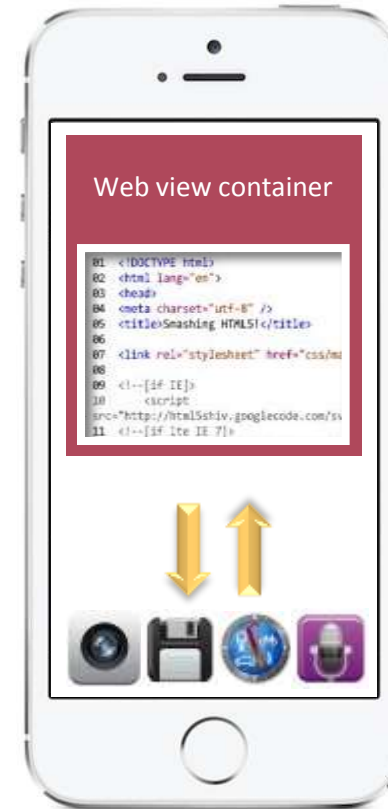 Web view container
01 <!DOCTYPE html>
02 <html lang="en">
03 <head>
04 <meta charset="utf-8" />
05 <title>Smashing HTML5!</title>
06
07 <link rel="stylesheet" href="css/ma
08
09 <!--[if IE]>
10 <script
src="http://html5shiv.googlecode.com/sv
11 <!--[if lte IE 7]>